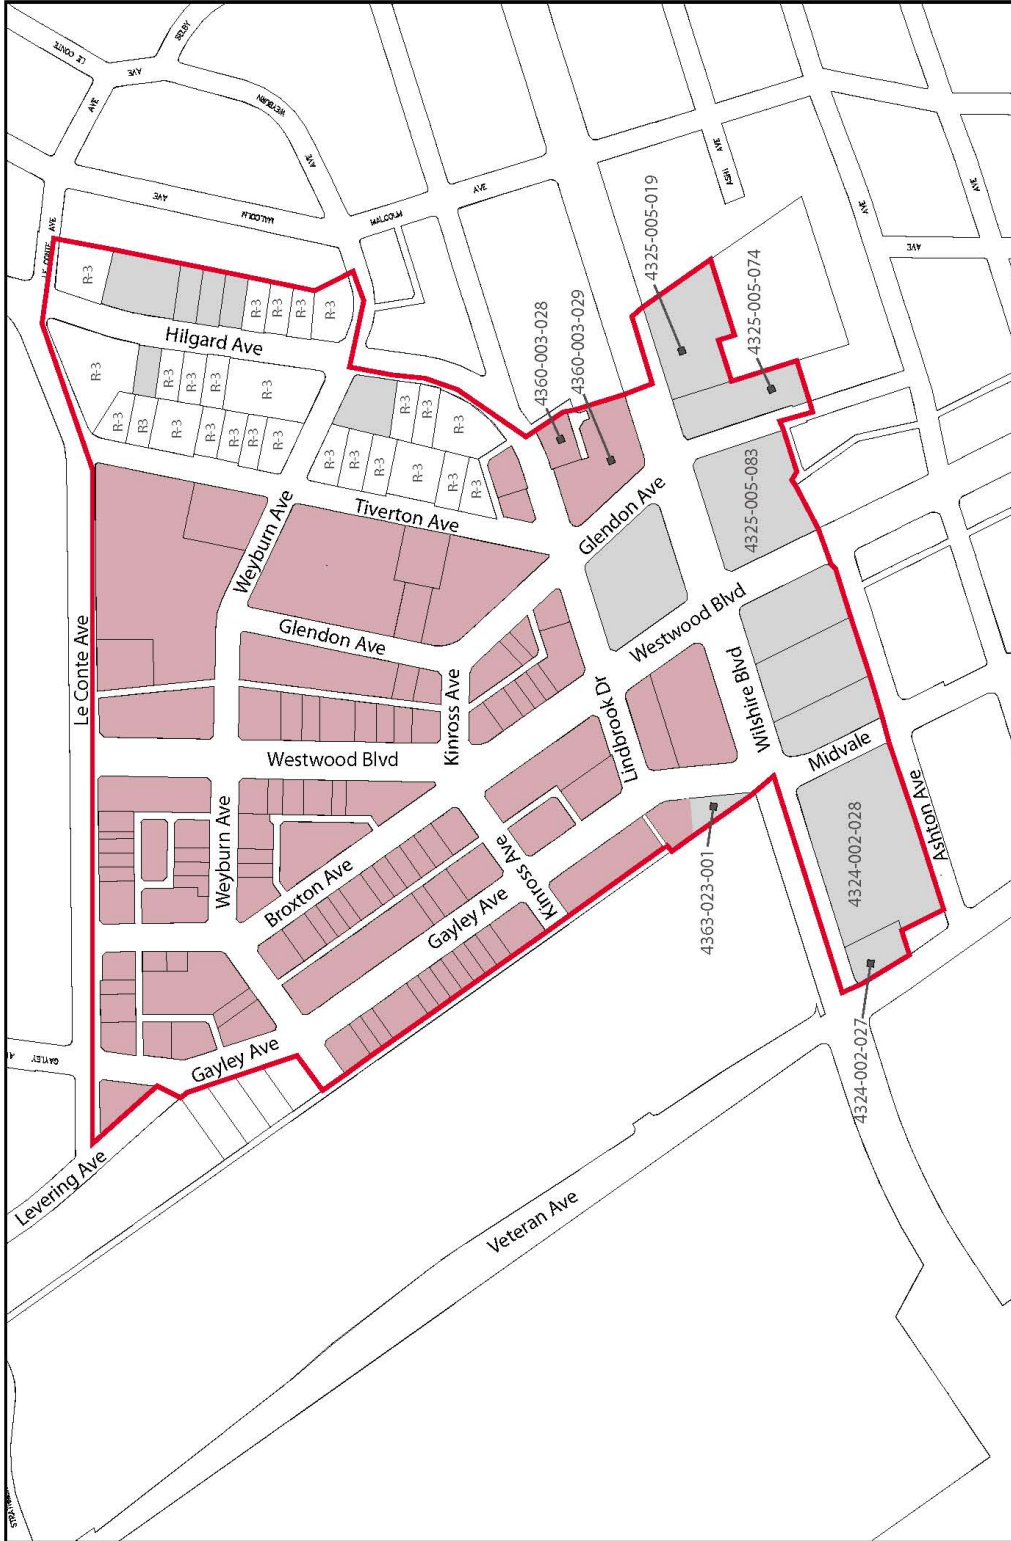 LE CONTE
AVE
SELBY
AVE
WEYBURN
AVE
AVE
MALCOLM
LE CONTE AVE
MALCOLM
AVE
ASH AVE
AVE
AVE
AVE
R-3
R-3
R-3
R-3
R-3
Hilgard Ave
R-3
R-3
R-3
R-3
R-3
R-3
R3
R-3
R-3
R-3
R-3
R-3
R-3
R-3
R-3
R-3
R-3
R-3
R-3
R-3
R-3
4360-003-028
4360-003-029
4325-005-019
4325-005-074
4325-005-083
Tiverton Ave
Weyburn Ave
Glendon Ave
Glendon Ave
Le Conte Ave
Kinross Ave
Westwood Blvd
Westwood Blvd
Lindbrook Dr
Wilshire Blvd
Midvale
Ashton Ave
Weyburn Ave
Broxton Ave
Kinross Ave
Gayley Ave
Gayley Ave
4363-023-001
4324-002-028
4324-002-027
GAYLEY
Levering Ave
Veteran Ave